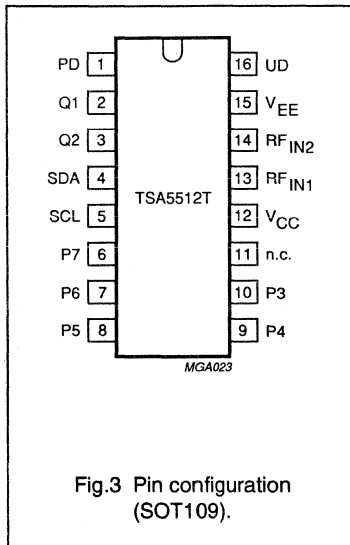 PD 1 16 UD
Q1 2 15 VEE
Q2 3 14 RFIN2
SDA 4 13 RFIN1
TSA5512T
SCL 5 12 VCC
P7 6 11 n.c.
P6 7 10 P3
P5 8 9 P4
MGA023
Fig.3 Pin configuration
(SOT109).